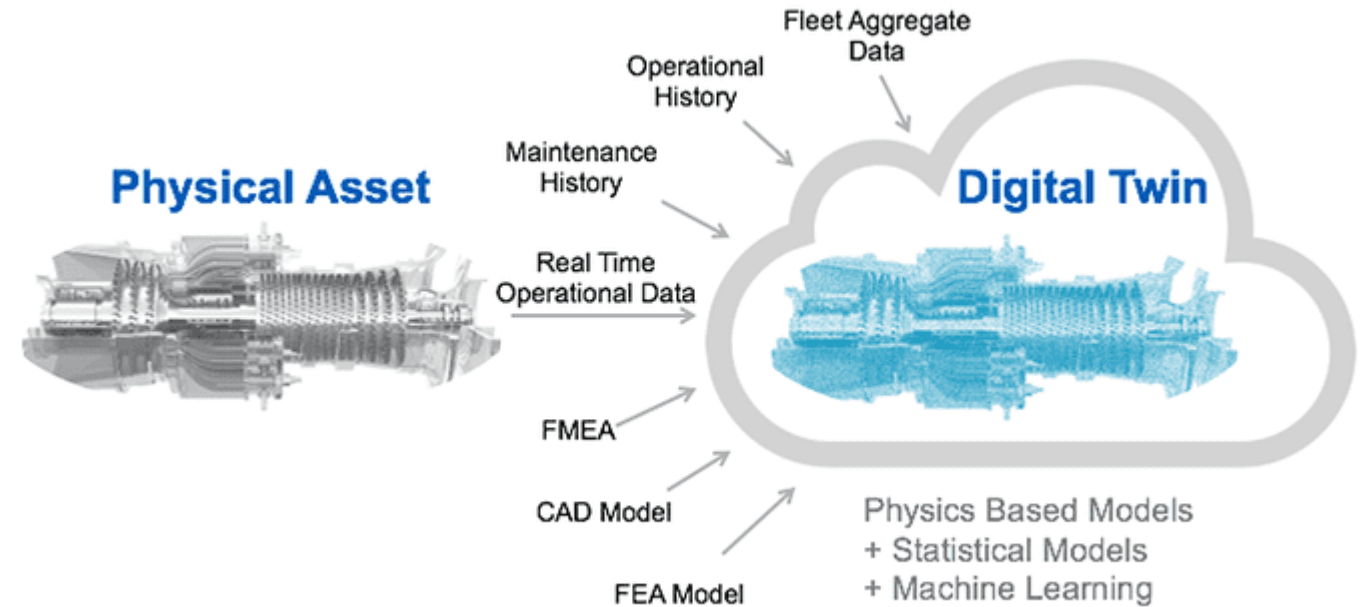 Fleet Aggregate
Data
Operational
History
Maintenance
History
Physical Asset
Digital Twin
Real Time
Operational Data
FMEA
CAD Model
FEA Model
Physics Based Models
+ Statistical Models
+ Machine Learning